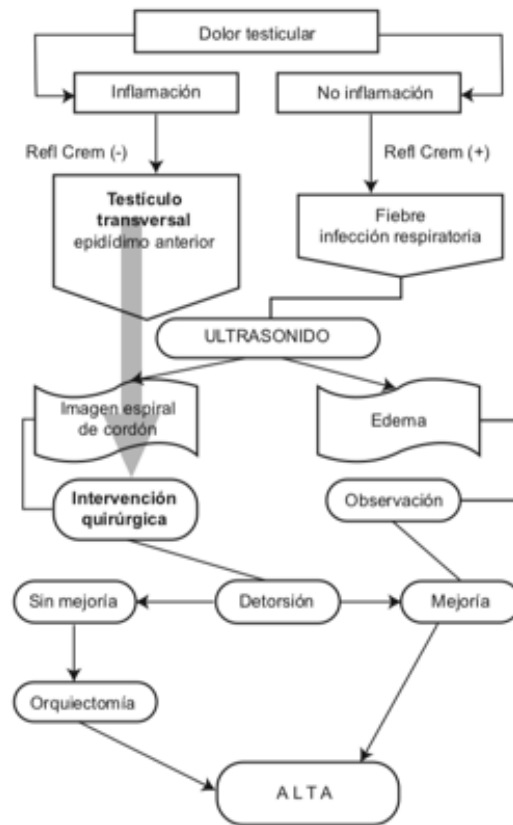 Dolor testicular
Inflamación
No inflamación
Refl Crem (-)
Refl Crem (+)
Testículo
transversal
epidídimo anterior
Fiebre
infección respiratoria
ULTRASONIDO
Imagen espiral
de cordón
Edema
Intervención
quirúrgica
Observación
Sin mejoría
Detorsión
Mejoría
Orquiectomía
A L T A